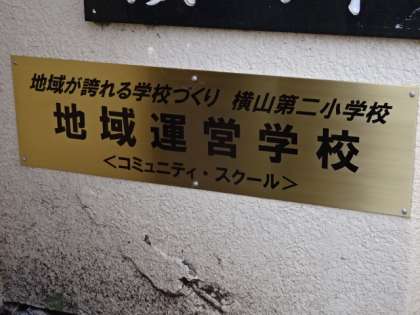 地域が誇れる学校づくり 横山第二小学校
地域運営学校
<コミュニティ・スクール>